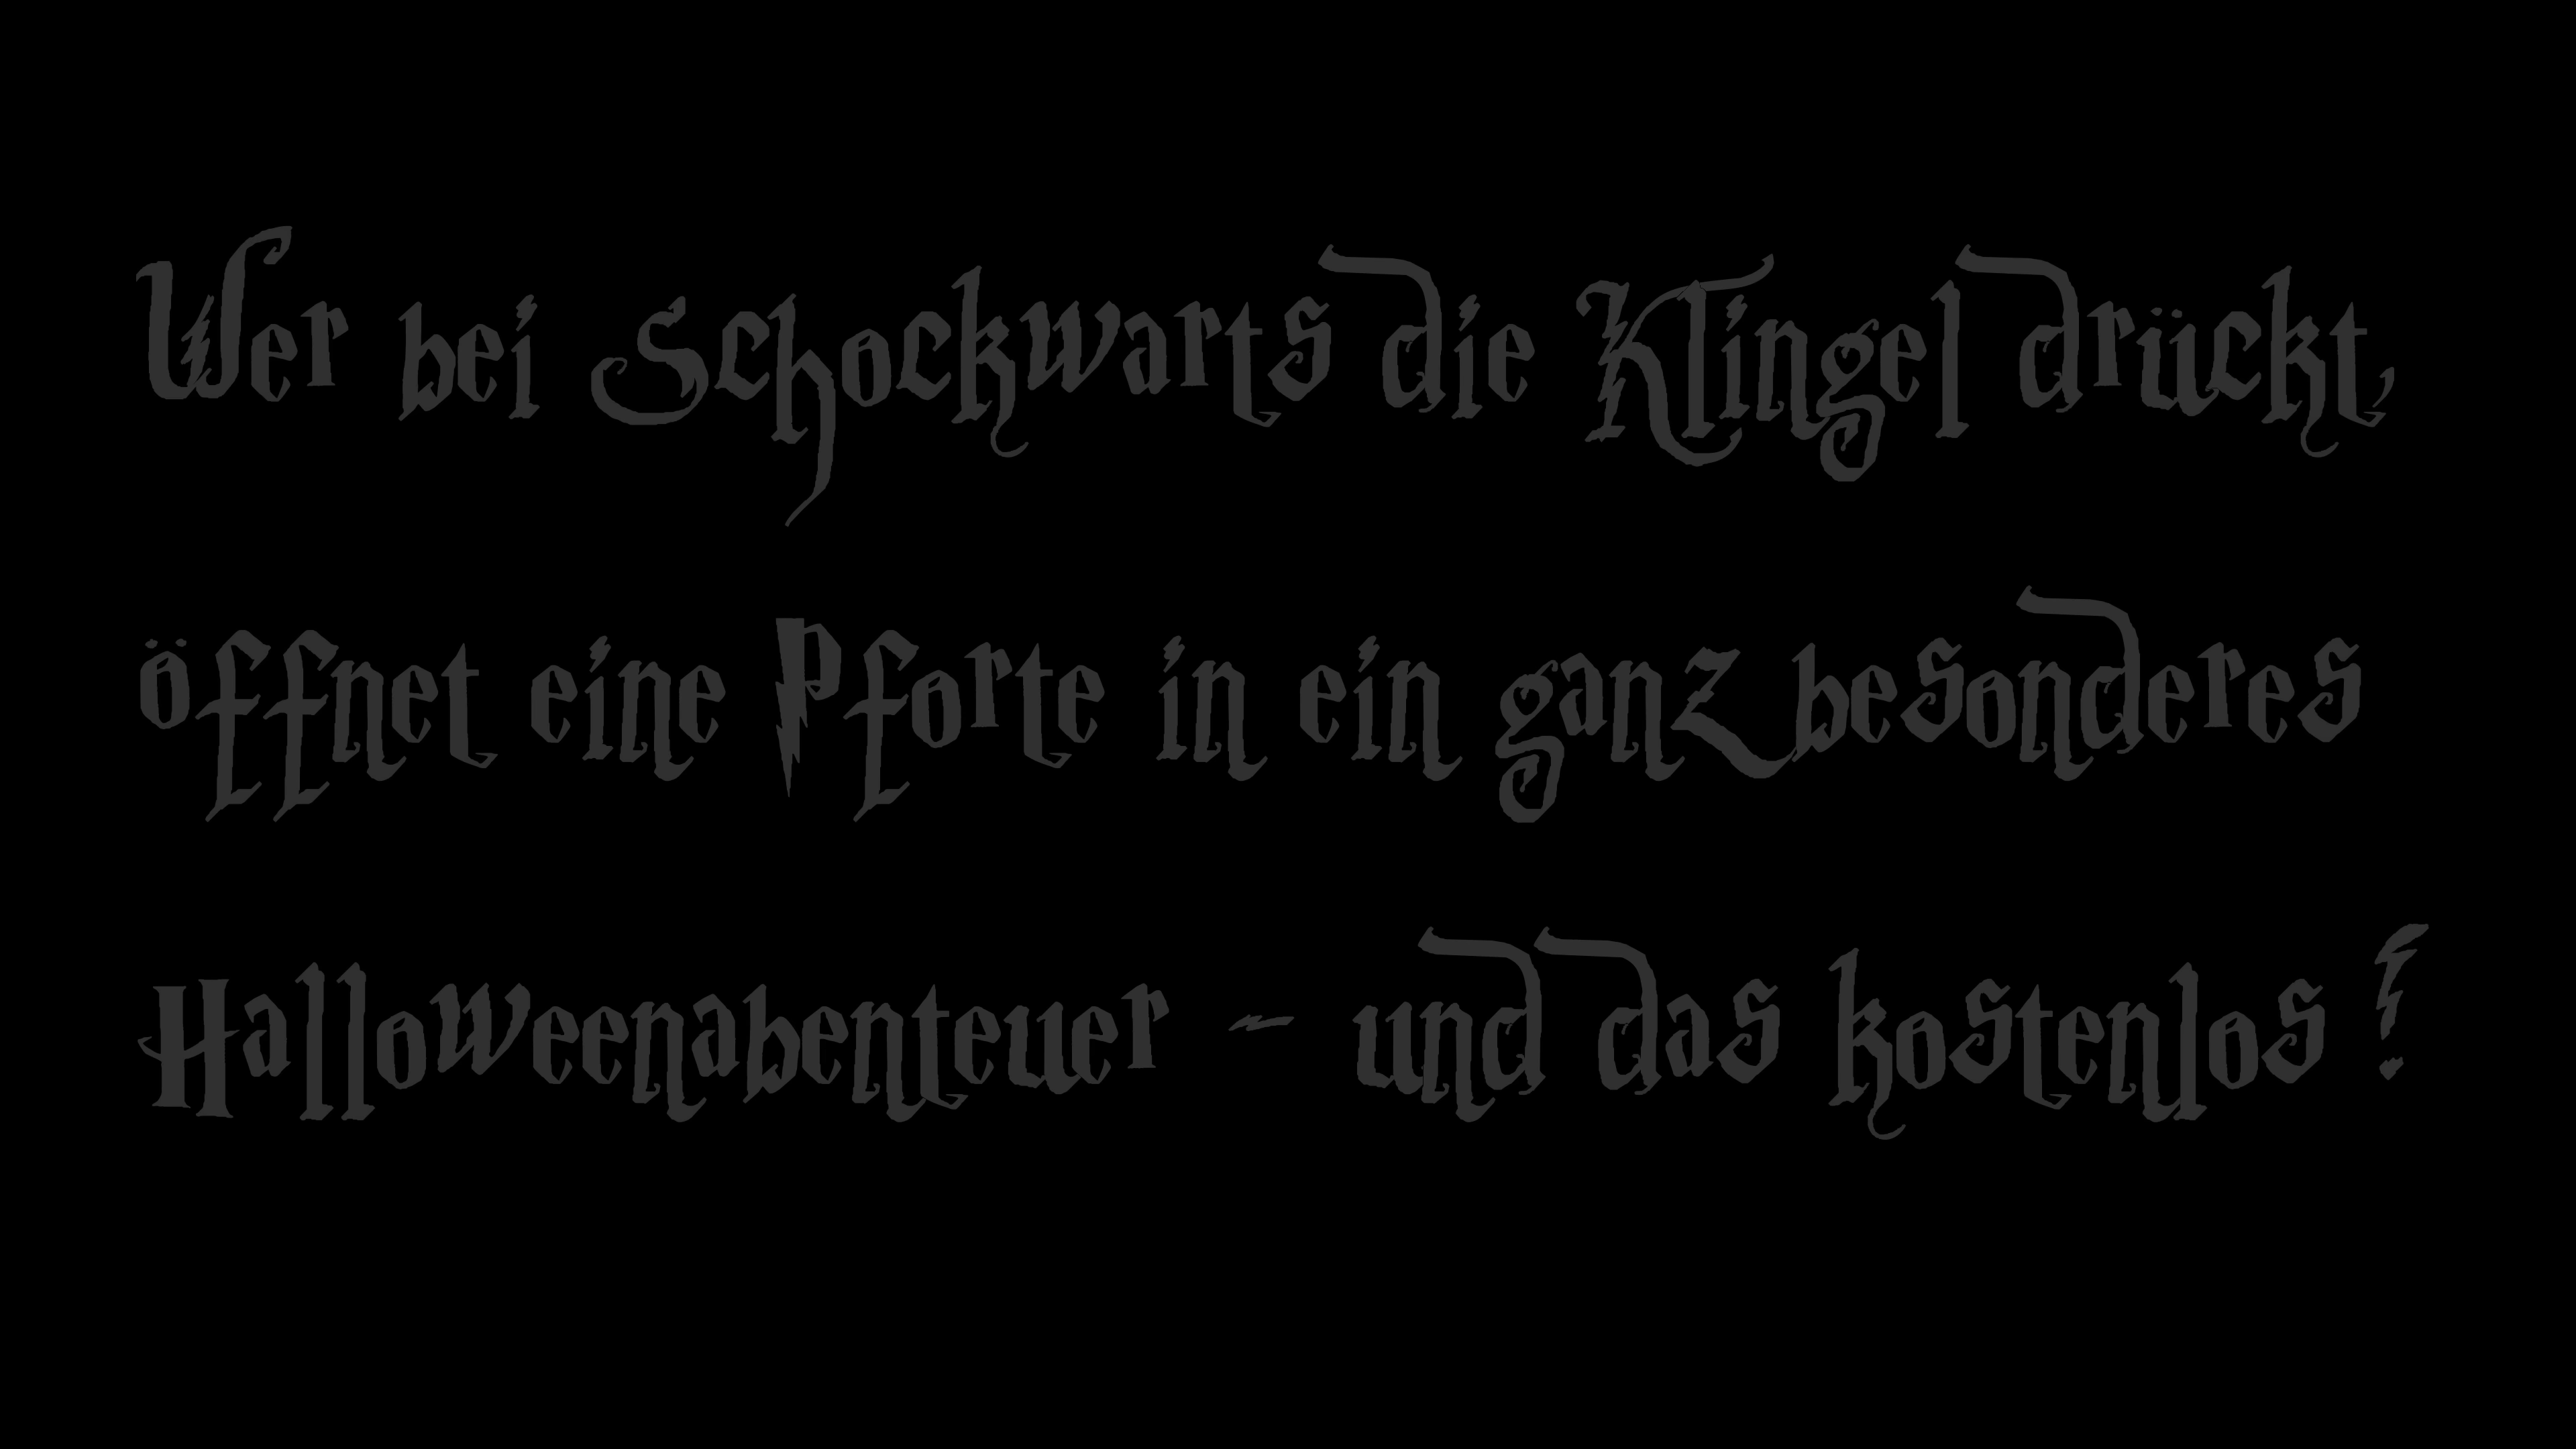 Wer bei Schockwarts die Klingel drückt,
öffnet eine Pforte in ein ganz besonderes
Halloweenabenteuer - und das kostenlos!